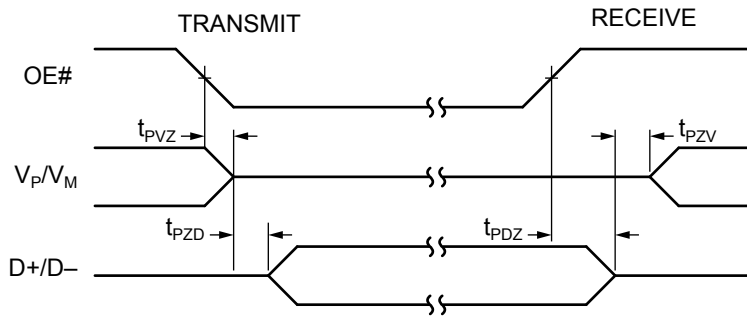 TRANSMIT
RECEIVE
OE#
tPVZ
tPZV
VP/VM
tPZD
tPDZ
D+/D–